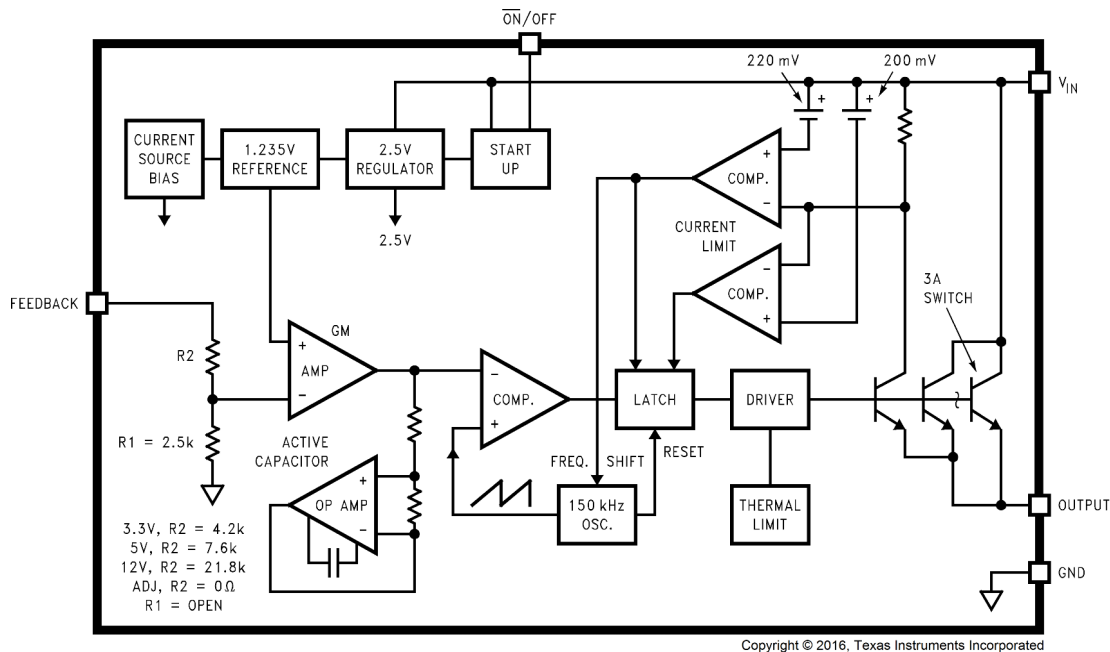 ON/OFF
220 mV
200 mV
VIN
CURRENT
SOURCE
BIAS
1.235V
REFERENCE
2.5V
REGULATOR
START
UP
2.5V
+
+
+
COMP.
−
CURRENT
LIMIT
−
COMP.
+
3A
SWITCH
FEEDBACK
GM
+
AMP
−
R2
R1 = 2.5k
−
COMP.
+
LATCH
DRIVER
ACTIVE
CAPACITOR
+
OP AMP
−
FREQ. SHIFT
RESET
150 kHz
OSC.
THERMAL
LIMIT
OUTPUT
GND
3.3V, R2 = 4.2k
5V, R2 = 7.6k
12V, R2 = 21.8k
ADJ, R2 = 0Ω
R1 = OPEN
Copyright © 2016, Texas Instruments Incorporated